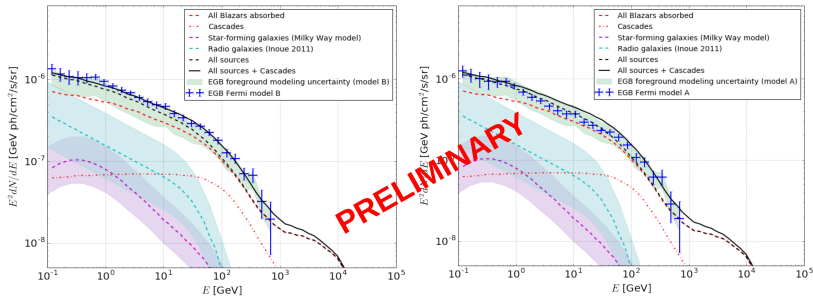 All Blazars absorbed
Cascades
Star-forming galaxies (Milky Way model)
Radio galaxies (Inoue 2011)
All sources
All sources + Cascades
EGB foreground modeling uncertainty (model B)
EGB Fermi model B
10^-6
10^-7
10^-8
E^2 dN/dE [GeV ph/cm^2/s/sr]
10^-1 10^0 10^1 10^2 10^3 10^4 10^5
E [GeV]
All Blazars absorbed
Cascades
Star-forming galaxies (Milky Way model)
Radio galaxies (Inoue 2011)
All sources
All sources + Cascades
EGB foreground modeling uncertainty (model A)
EGB Fermi model A
10^-6
10^-7
10^-8
[GeV ph/cm^2/s/sr]
10^-1 10^0 10^1 10^2 10^3 10^4 10^5
E [GeV]
PRELIMINARY